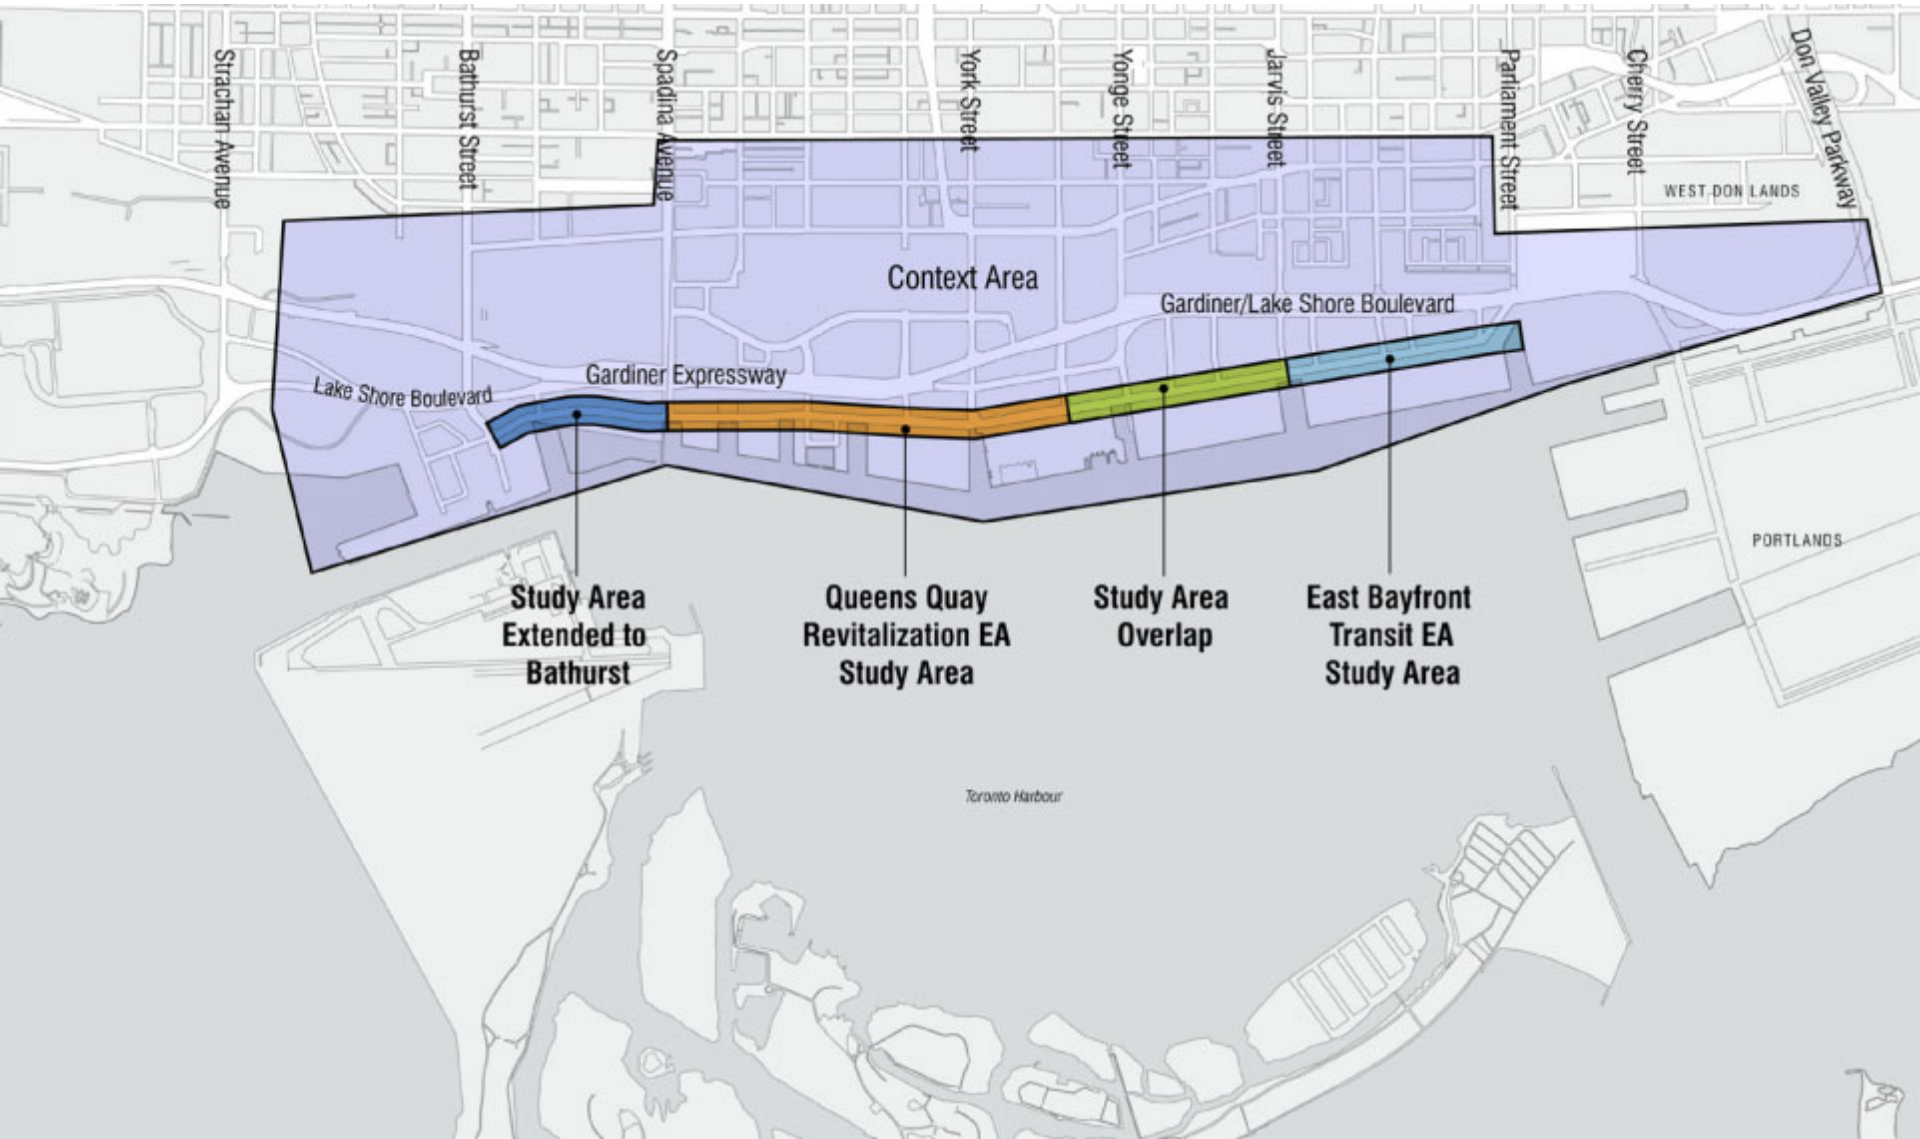 Strachan Avenue
Bathurst Street
Spadina Avenue
York Street
Yonge Street
Jarvis Street
Parliament Street
Cherry Street
Don Valley Parkway
WEST DON LANDS
Context Area
Gardiner/Lake Shore Boulevard
Gardiner Expressway
Lake Shore Boulevard
PORTLANDS
Study Area
Extended to
Bathurst
Queens Quay
Revitalization EA
Study Area
Study Area
Overlap
East Bayfront
Transit EA
Study Area
Toronto Harbour